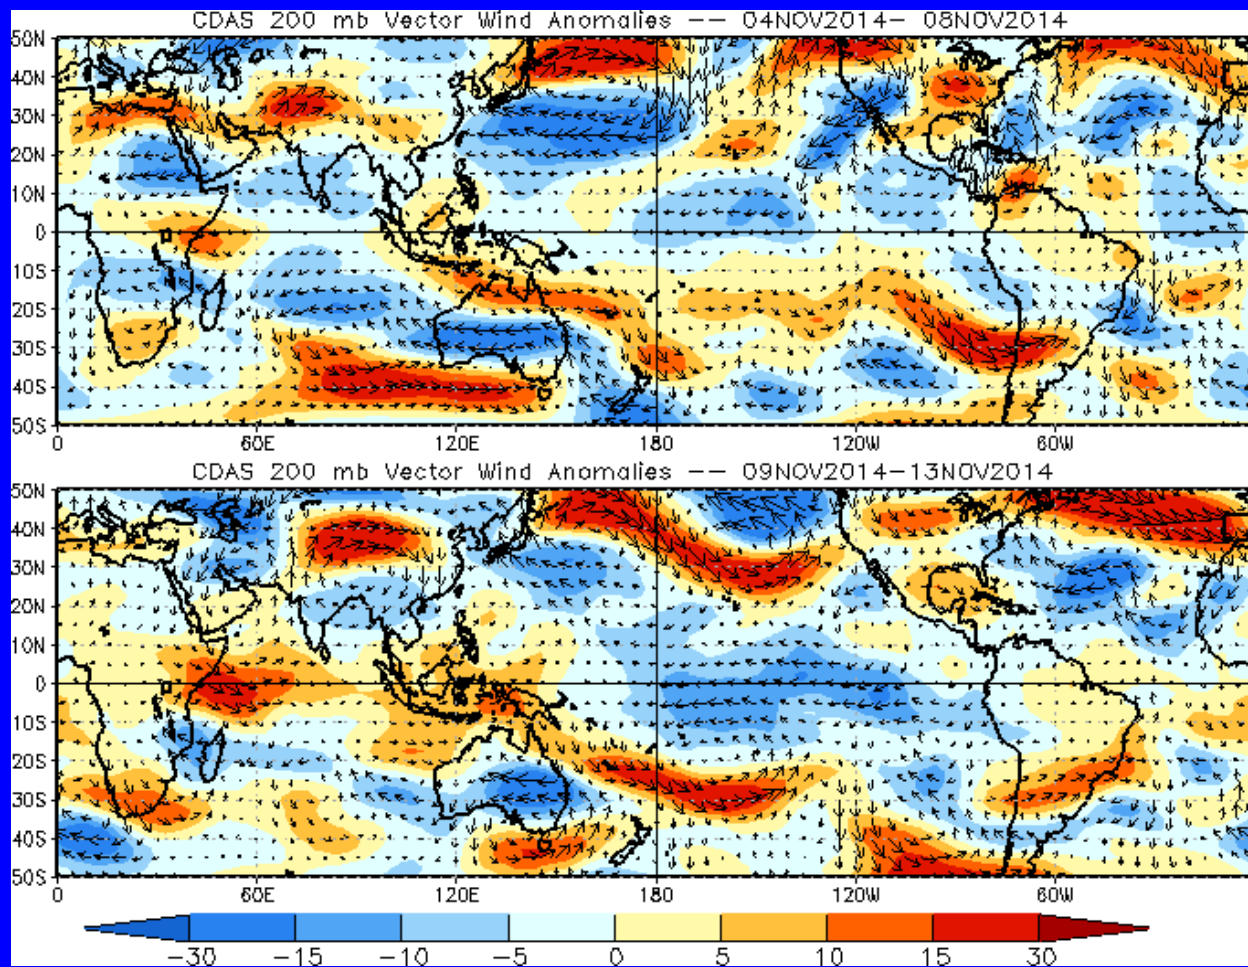 CDAS 200 mb Vector Wind Anomalies -- 04NOV2014- 08NOV2014
50N
40N
30N
20N
10N
0
10S
20S
30S
40S
50S
0 60E 120E 180 120W 60W
CDAS 200 mb Vector Wind Anomalies -- 09NOV2014-13NOV2014
50N
40N
30N
20N
10N
0
10S
20S
30S
40S
50S
0 60E 120E 180 120W 60W
-30 -15 -10 -5 0 5 10 15 30